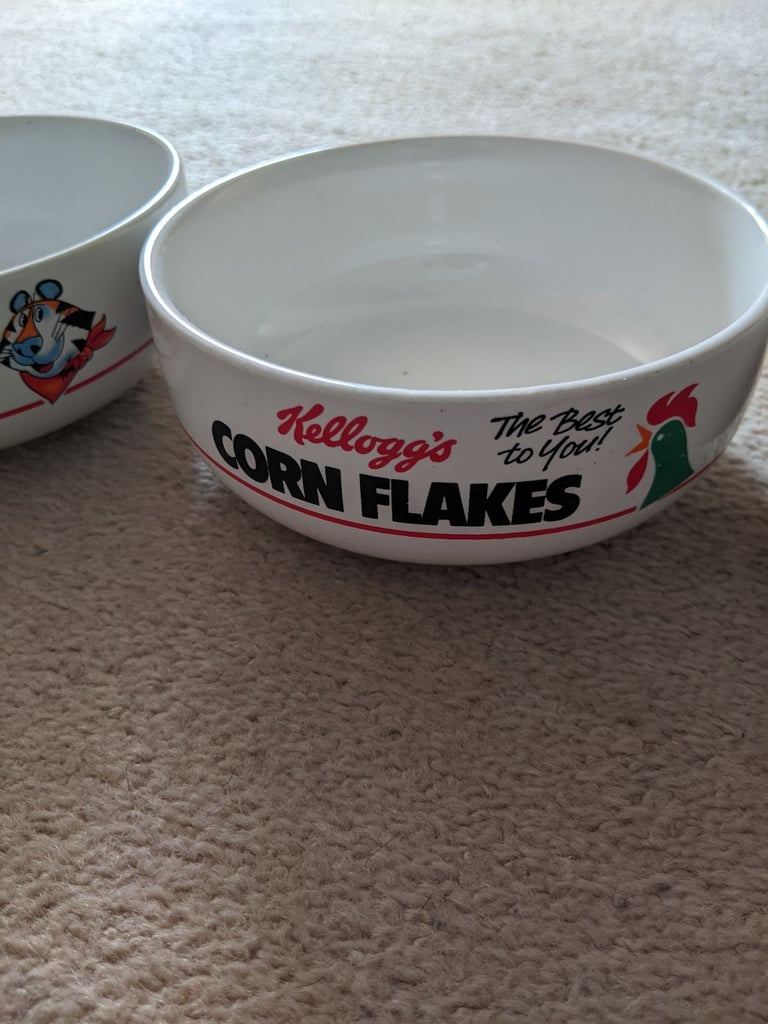 Kellogg's
CORN FLAKES
The Best
to You!